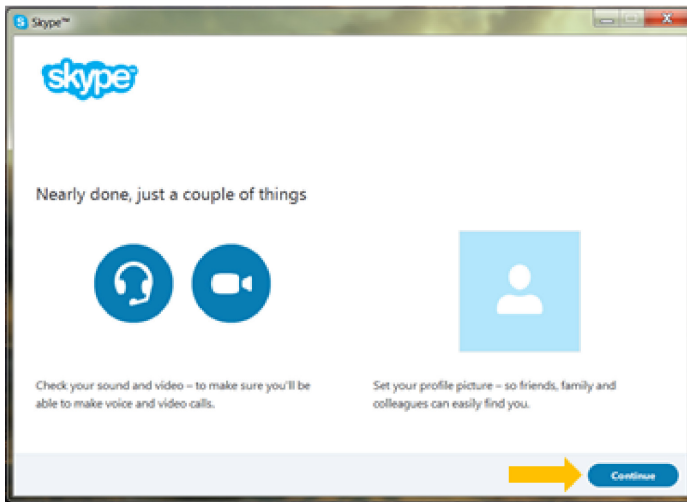 Skype™
skype™
Nearly done, just a couple of things
Check your sound and video – to make sure you'll be
able to make voice and video calls.
Set your profile picture – so friends, family and
colleagues can easily find you.
Continue